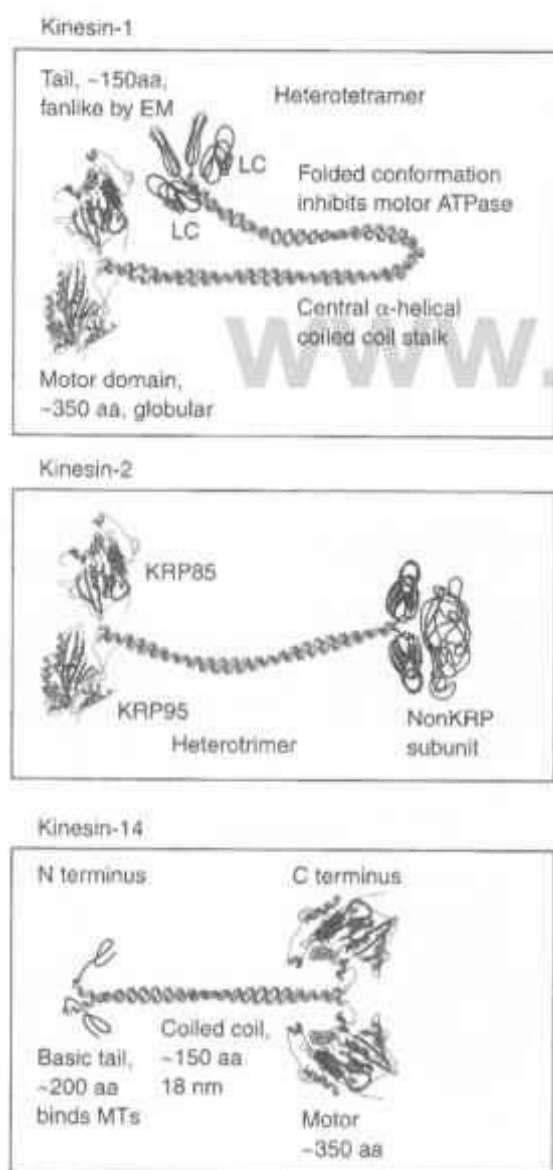 Kinesin-1
Tail, ~150aa,
fanlike by EM
Heterotetramer
LC
LC
Folded conformation
inhibits motor ATPase
Central α-helical
coiled coil stalk
www.
Motor domain,
~350 aa, globular
Kinesin-2
KRP85
KRP95
Heterotrimer
NonKRP
subunit
Kinesin-14
N terminus
C terminus
Basic tail,
~200 aa
binds MTs
Coiled coil,
~150 aa
18 nm
Motor
~350 aa